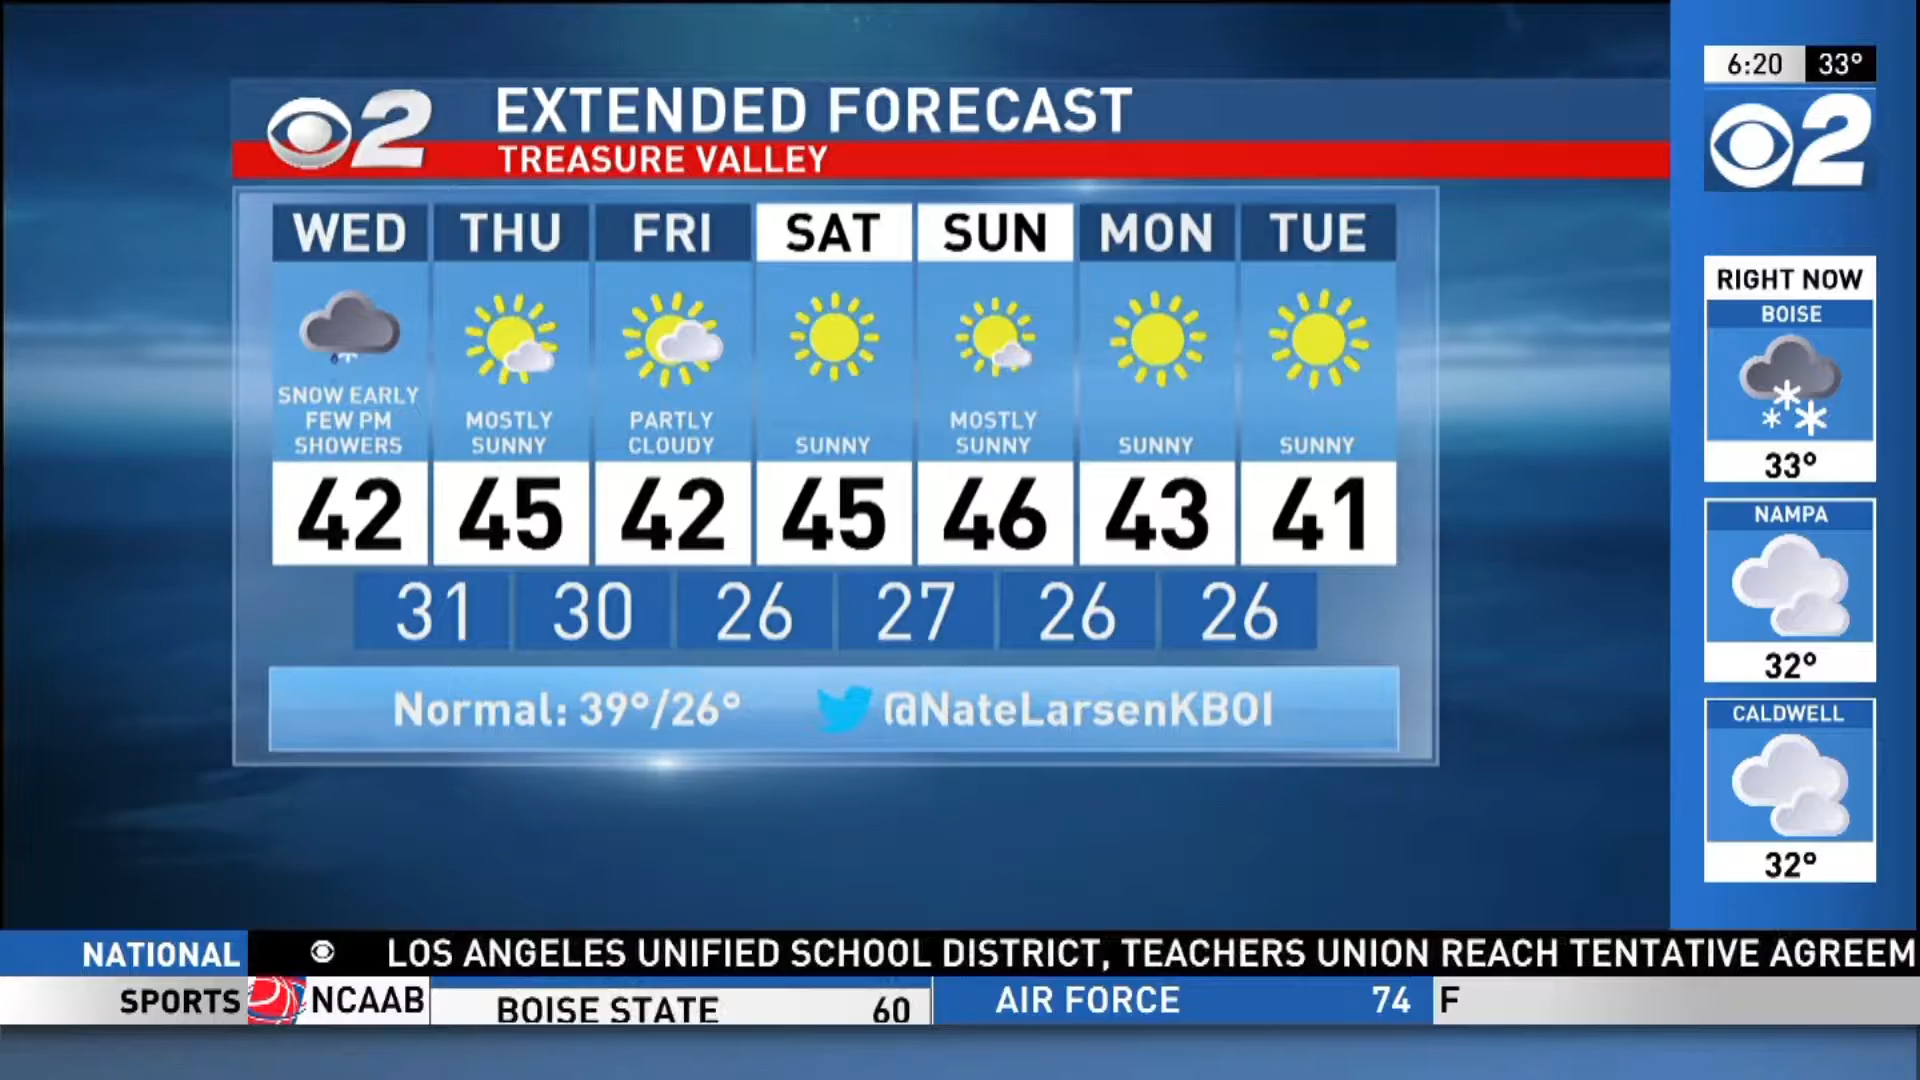 2 EXTENDED FORECAST
TREASURE VALLEY
WED THU FRI SAT SUN MON TUE
SNOW EARLY
FEW PM
SHOWERS
MOSTLY
SUNNY
PARTLY
CLOUDY
SUNNY
MOSTLY
SUNNY
SUNNY
SUNNY
42 45 42 45 46 43 41
31 30 26 27 26 26
Normal: 39°/26° @NateLarsenKBOI
6:20 33°
2
RIGHT NOW
BOISE
33°
NAMPA
32°
CALDWELL
32°
NATIONAL LOS ANGELES UNIFIED SCHOOL DISTRICT, TEACHERS UNION REACH TENTATIVE AGREEM
SPORTS NCAAB BOISE STATE 60 AIR FORCE 74 F